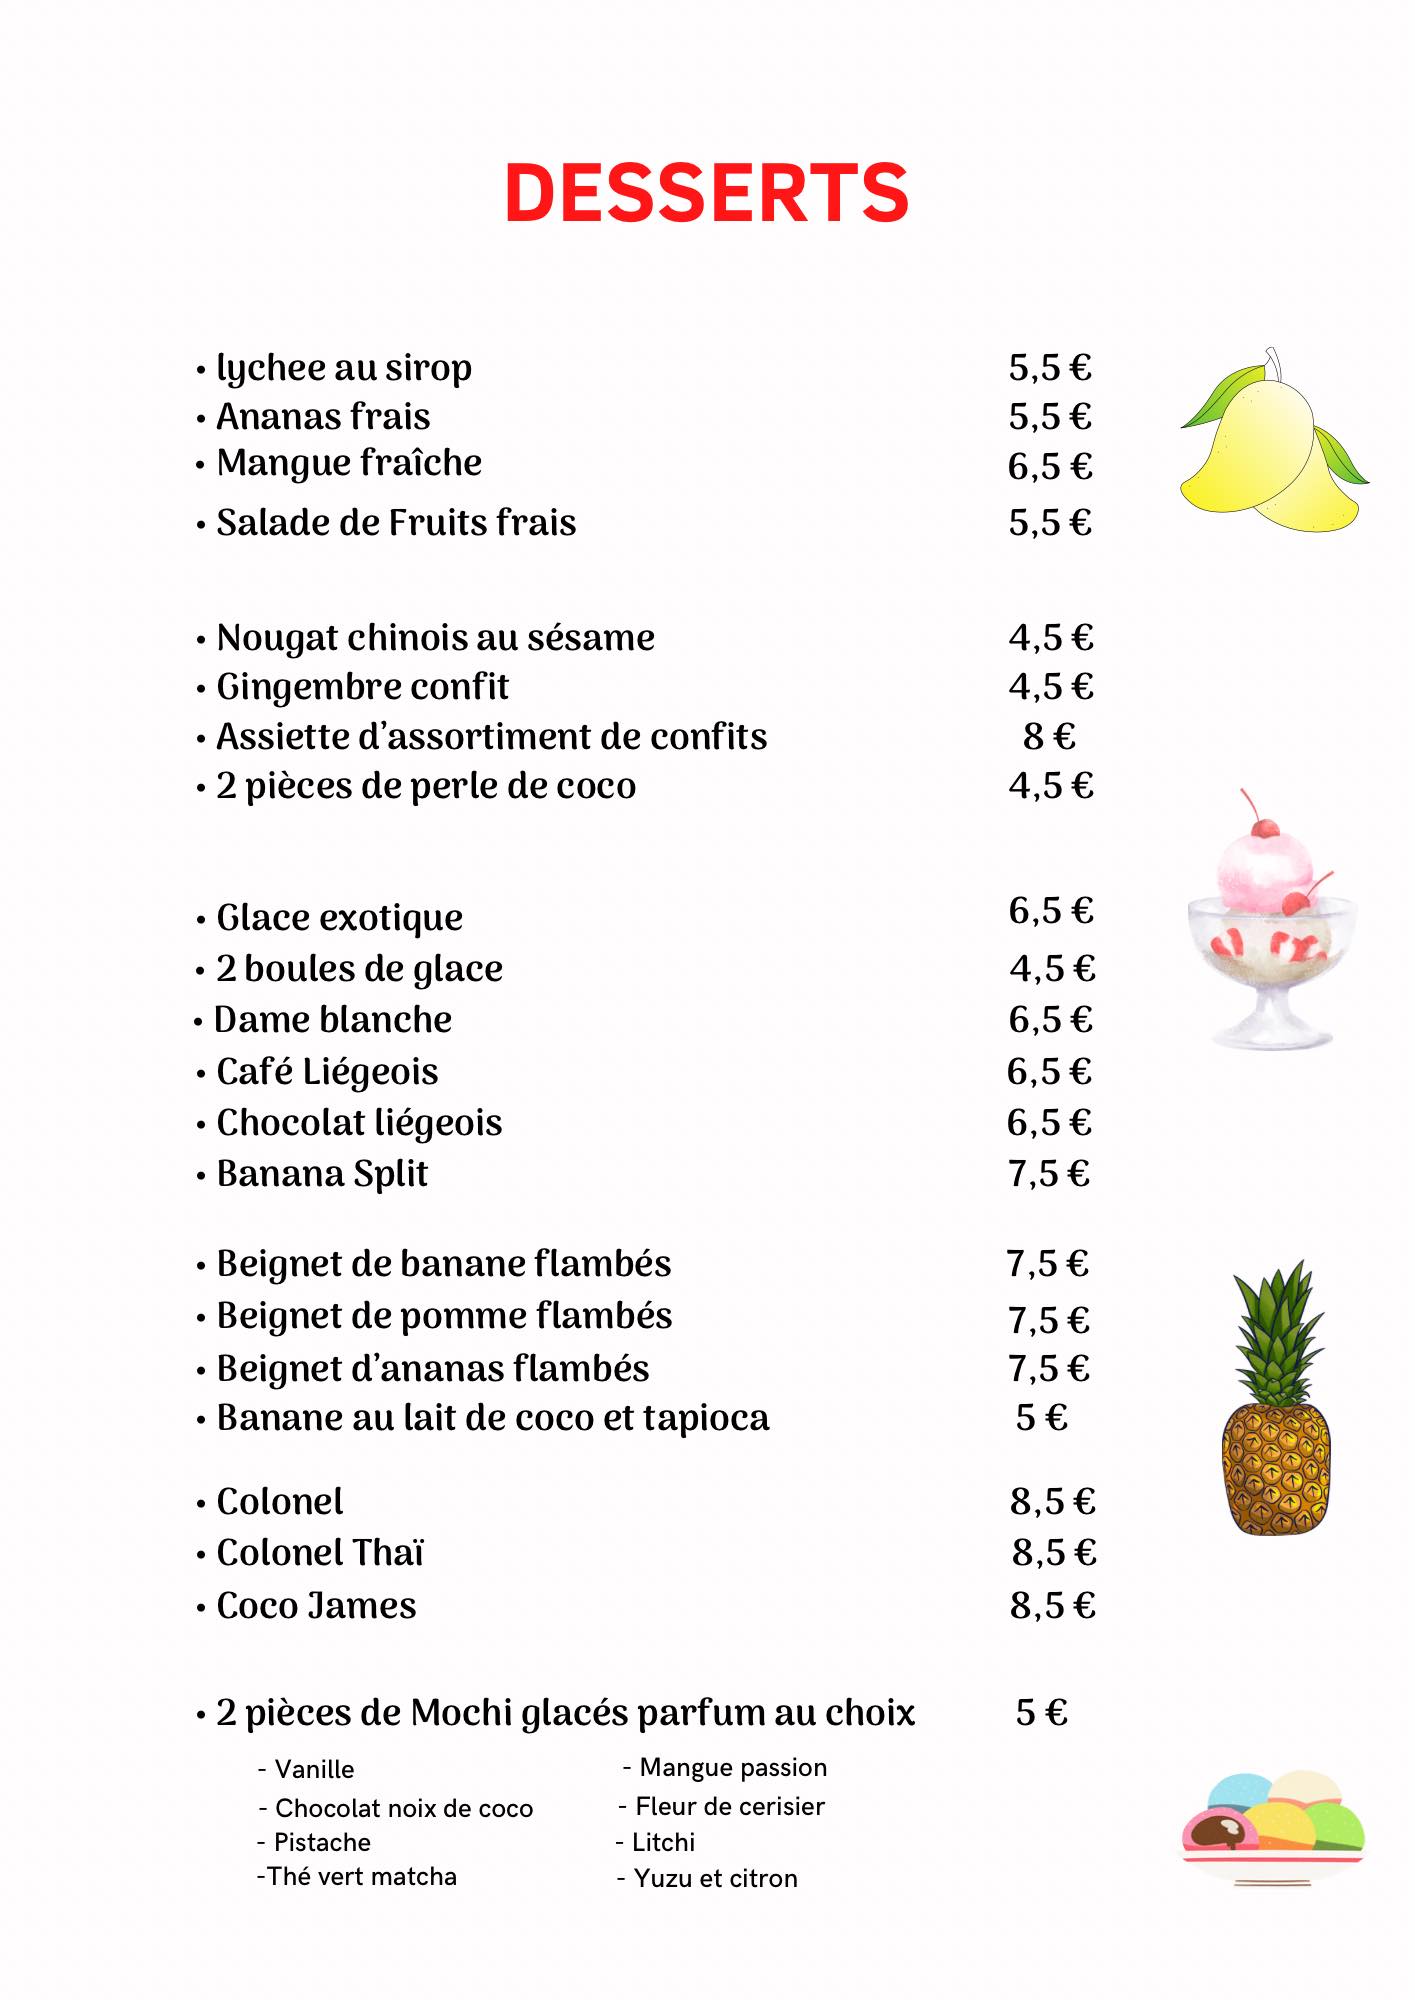 DESSERTS
• lychee au sirop 5,5 €
• Ananas frais 5,5 €
• Mangue fraîche 6,5 €
• Salade de Fruits frais 5,5 €
• Nougat chinois au sésame 4,5 €
• Gingembre confit 4,5 €
• Assiette d’assortiment de confits 8 €
• 2 pièces de perle de coco 4,5 €
• Glace exotique 6,5 €
• 2 boules de glace 4,5 €
• Dame blanche 6,5 €
• Café Liégeois 6,5 €
• Chocolat liégeois 6,5 €
• Banana Split 7,5 €
• Beignet de banane flambés 7,5 €
• Beignet de pomme flambés 7,5 €
• Beignet d’ananas flambés 7,5 €
• Banane au lait de coco et tapioca 5 €
• Colonel 8,5 €
• Colonel Thaï 8,5 €
• Coco James 8,5 €
• 2 pièces de Mochi glacés parfum au choix 5 €
- Vanille - Mangue passion
- Chocolat noix de coco - Fleur de cerisier
- Pistache - Litchi
-Thé vert matcha - Yuzu et citron